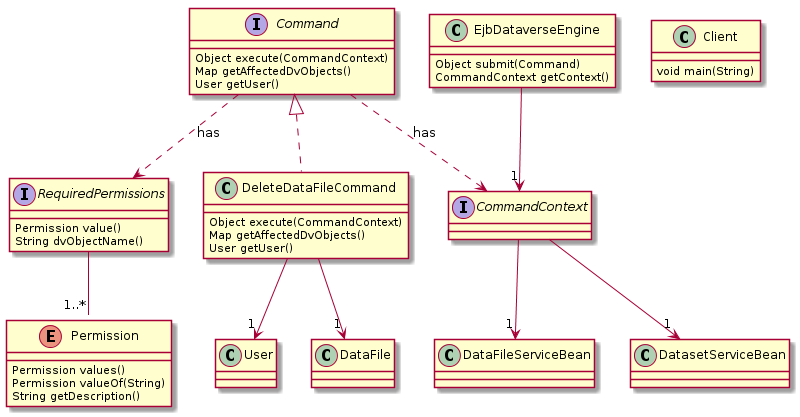 I Command
Object execute(CommandContext)
Map getAffectedDvObjects()
User getUser()
C EjbDataverseEngine
Object submit(Command)
CommandContext getContext()
C Client
void main(String)
has
has
1
I RequiredPermissions
Permission value()
String dvObjectName()
C DeleteDataFileCommand
Object execute(CommandContext)
Map getAffectedDvObjects()
User getUser()
I CommandContext
1..*
1
1
1
1
E Permission
Permission values()
Permission valueOf(String)
String getDescription()
C User
C DataFile
C DataFileServiceBean
C DatasetServiceBean